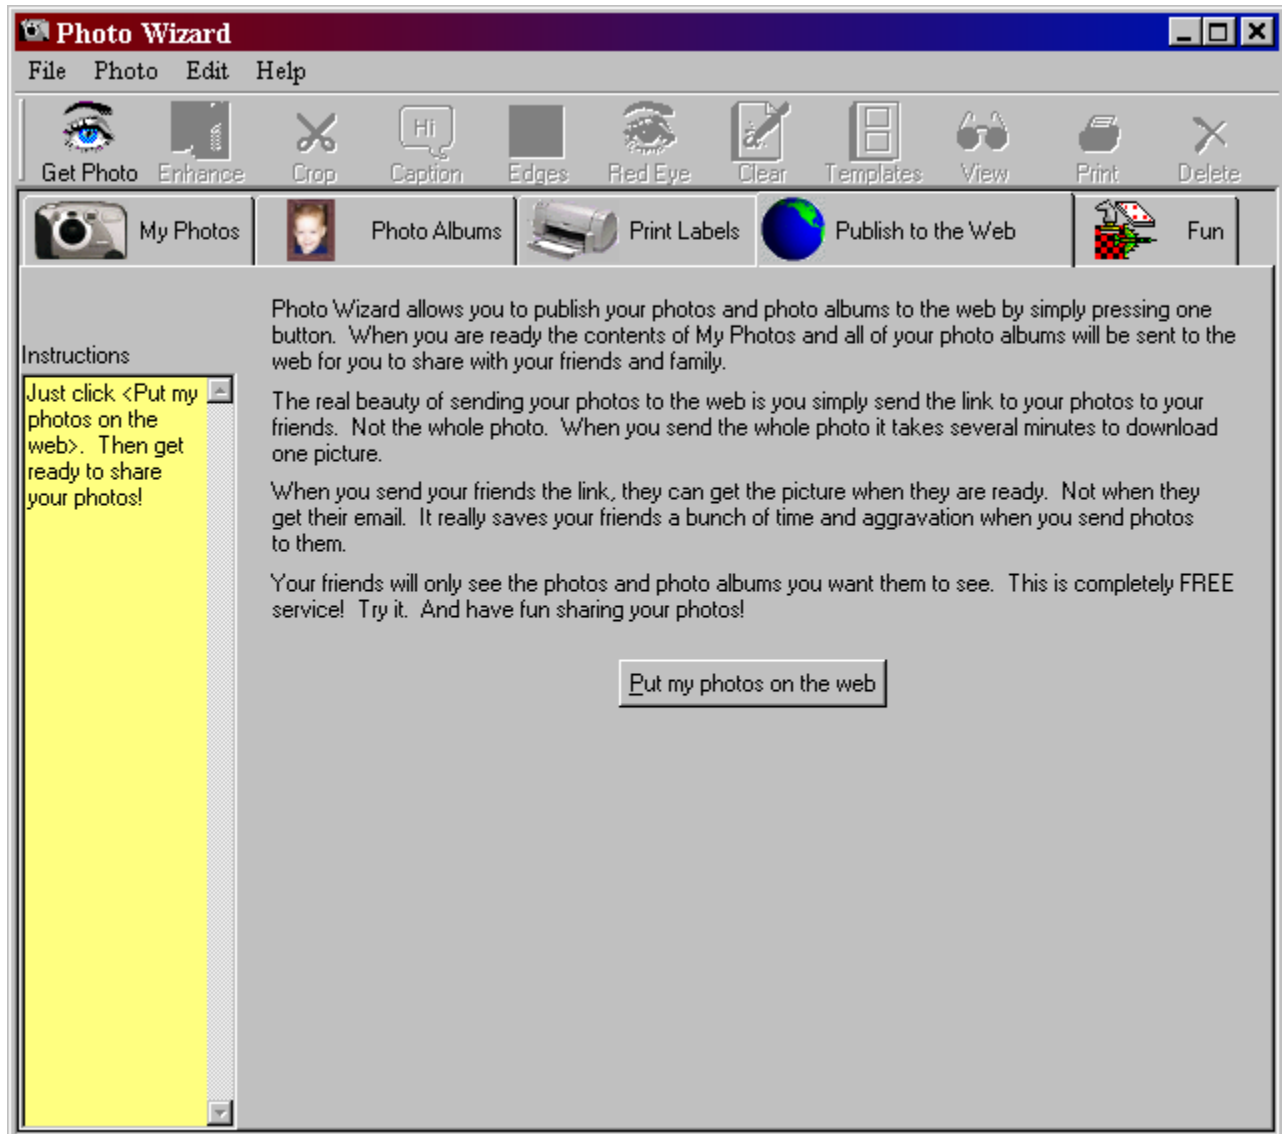 Photo Wizard
File Photo Edit Help
Hi
a.
Get Photo Enhance Crop Caption Edges Red Eye Clear Templates View Print Delete
My Photos Photo Albums Print Labels Publish to the Web Fun
Instructions
Just click <Put my
photos on the
web>. Then get
ready to share
your photos!
Photo Wizard allows you to publish your photos and photo albums to the web by simply pressing one
button. When you are ready the contents of My Photos and all of your photo albums will be sent to the
web for you to share with your friends and family.
The real beauty of sending your photos to the web is you simply send the link to your photos to your
friends. Not the whole photo. When you send the whole photo it takes several minutes to download
one picture.
When you send your friends the link, they can get the picture when they are ready. Not when they
get their email. It really saves your friends a bunch of time and aggravation when you send photos
to them.
Your friends will only see the photos and photo albums you want them to see. This is completely FREE
service! Try it. And have fun sharing your photos!
Put my photos on the web